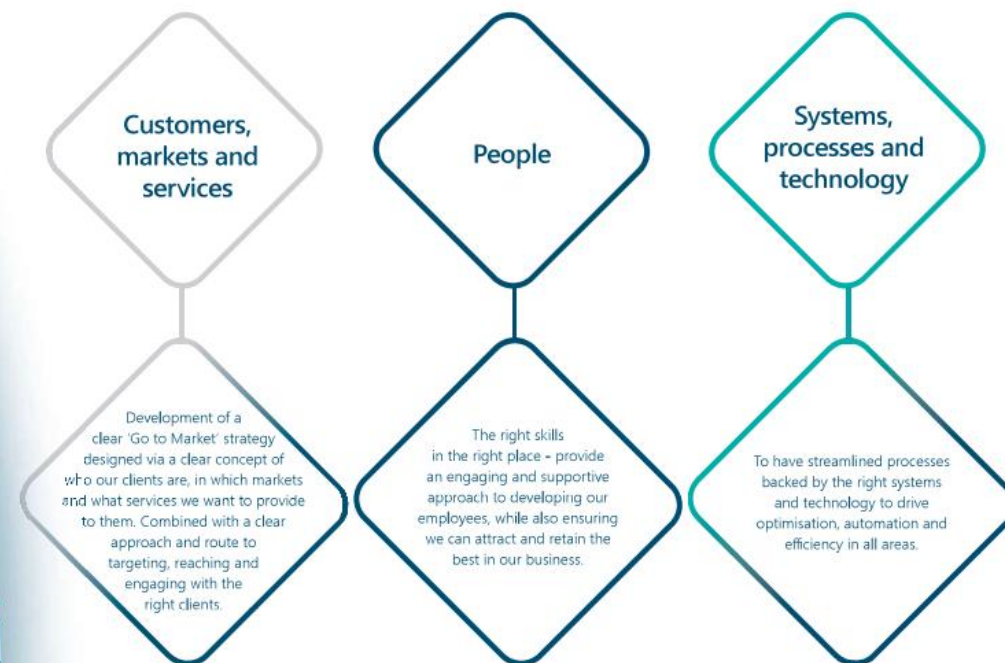 Customers,
markets and
services
People
Systems,
processes and
technology
Development of a
clear 'Go to Market' strategy
designed via a clear concept of
who our clients are, in which markets
and what services we want to provide
to them. Combined with a clear
approach and route to
targeting, reaching and
engaging with the
right clients.
The right skills
in the right place - provide
an engaging and supportive
approach to developing our
employees, while also ensuring
we can attract and retain the
best in our business.
To have streamlined processes
backed by the right systems
and technology to drive
optimisation, automation and
efficiency in all areas.